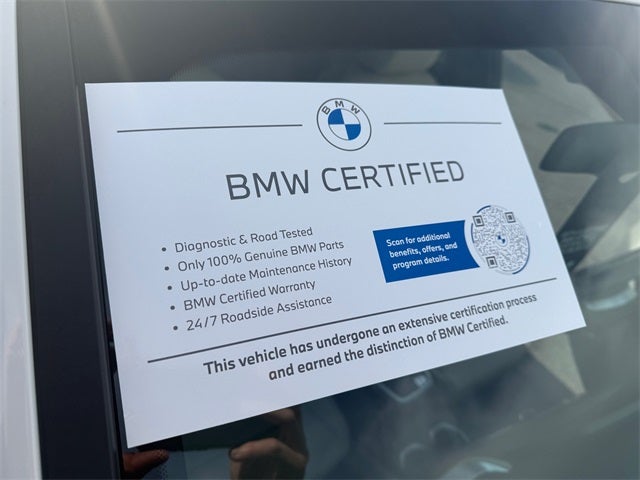 BMW
BMW CERTIFIED
• Diagnostic & Road Tested
• Only 100% Genuine BMW Parts
• Up-to-date Maintenance History
• BMW Certified Warranty
• 24/7 Roadside Assistance
Scan for additional
benefits, offers, and
program details.
This vehicle has undergone an extensive certification process
and earned the distinction of BMW Certified.